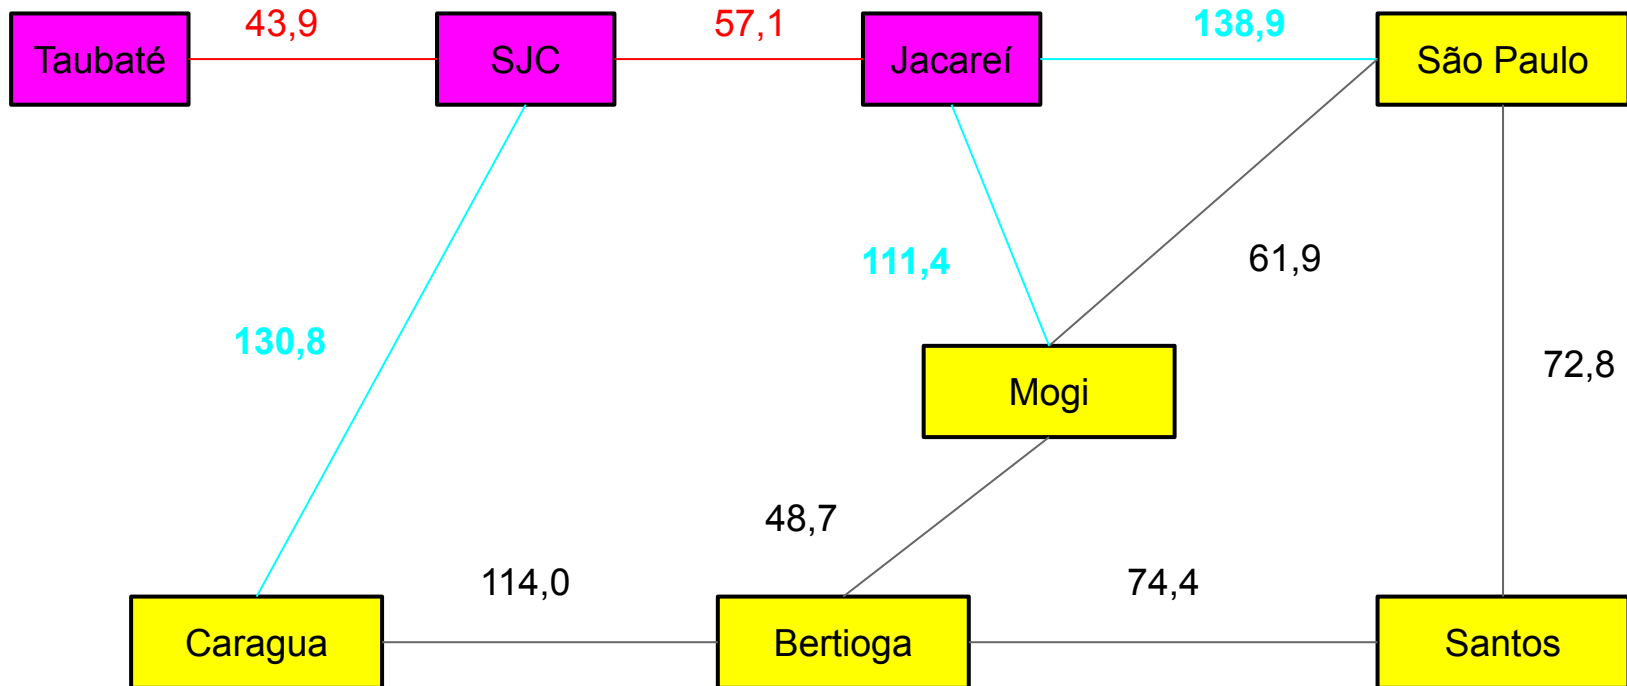 43,9
57,1
138,9
Taubaté
SJC
Jacareí
São Paulo
61,9
111,4
130,8
72,8
Mogi
48,7
114,0
74,4
Caragua
Bertioga
Santos